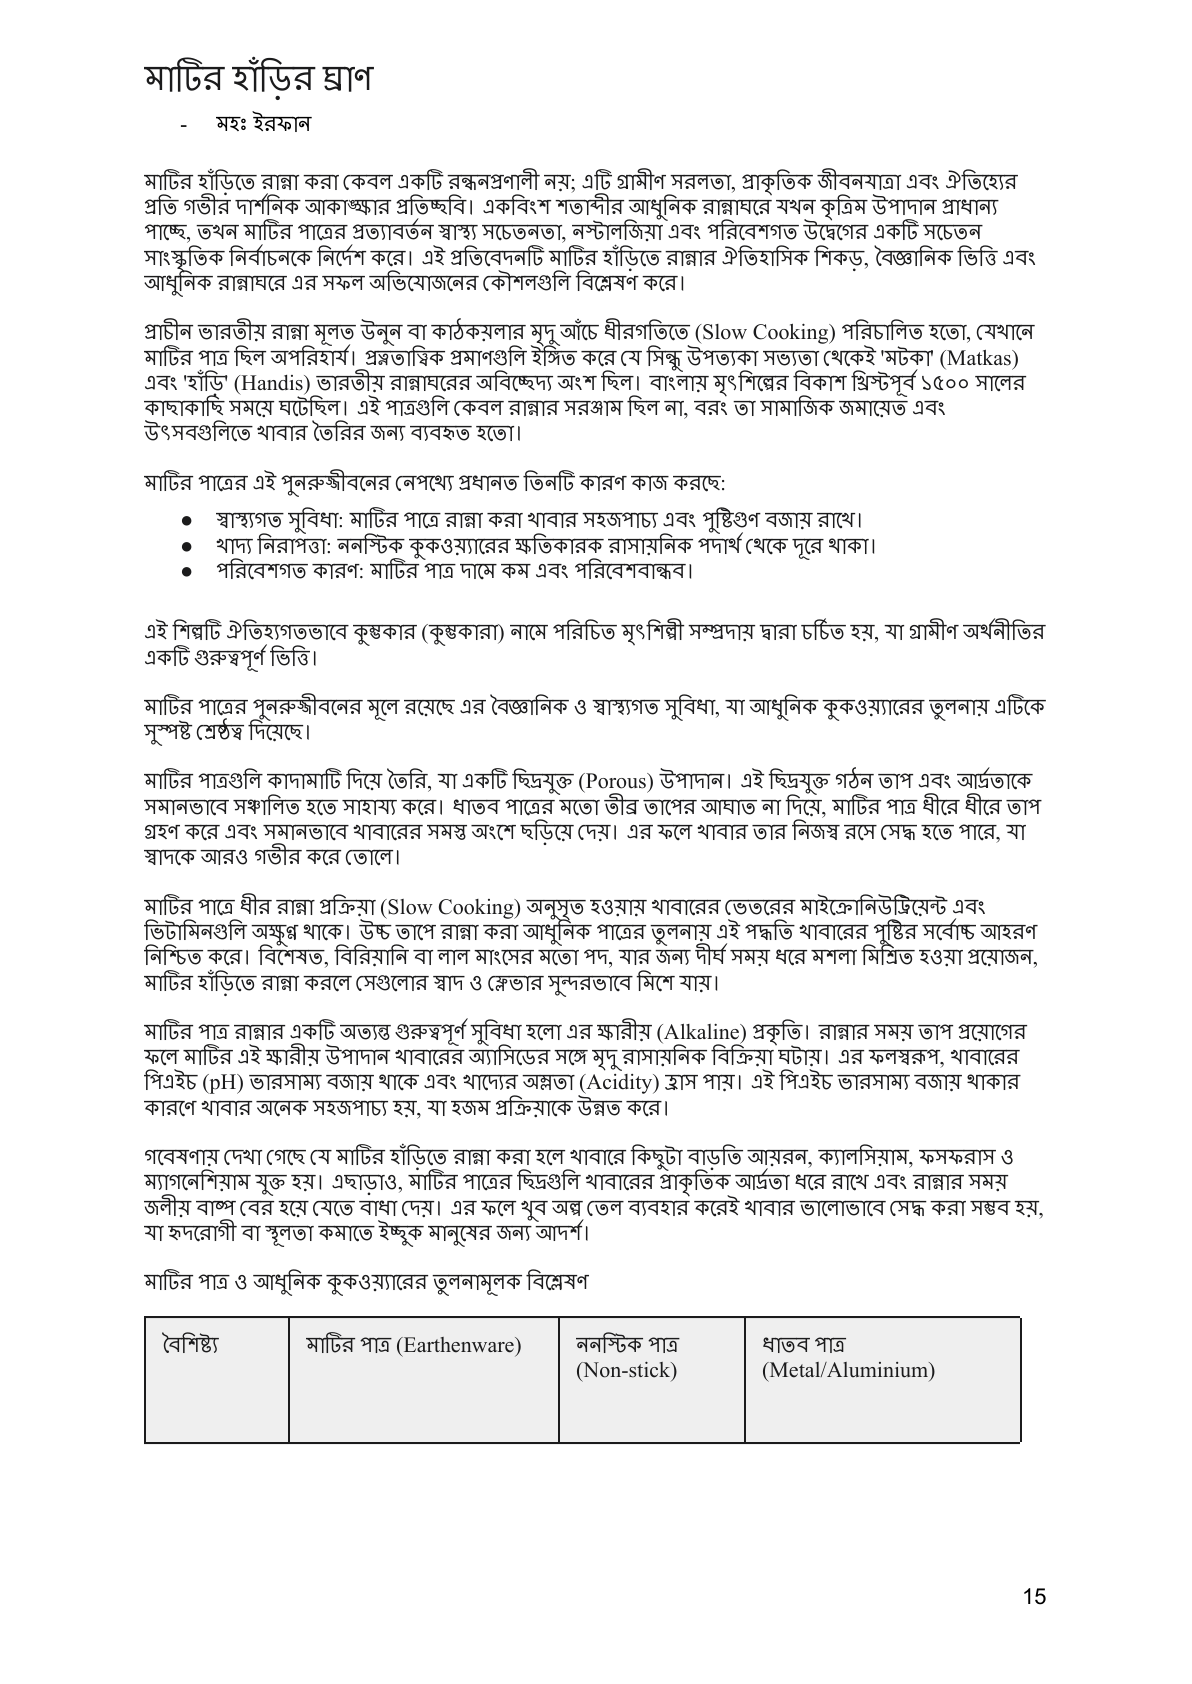 মাটির হাঁড়ির ঘ্রাণ
- মহঃ ইরফান
মাটির হাঁড়িতে রান্না করা কেবল একটি রন্ধনপ্রণালী নয়; এটি গ্রামীণ সরলতা, প্রাকৃতিক জীবনযাত্রা এবং ঐতিহ্যের
প্রতি গভীর দার্শনিক আকাঙ্ক্ষার প্রতিচ্ছবি। একবিংশ শতাব্দীর আধুনিক রান্নাঘরে যখন কৃত্রিম উপাদান প্রাধান্য
পাচ্ছে, তখন মাটির পাত্রের প্রত্যাবর্তন স্বাস্থ্য সচেতনতা, নস্টালজিয়া এবং পরিবেশগত উদ্বেগের একটি সচেতন
সাংস্কৃতিক নির্বাচনকে নির্দেশ করে। এই প্রতিবেদনটি মাটির হাঁড়িতে রান্নার ঐতিহাসিক শিকড়, বৈজ্ঞানিক ভিত্তি এবং
আধুনিক রান্নাঘরে এর সফল অভিযোজনের কৌশলগুলি বিশ্লেষণ করে।
প্রাচীন ভারতীয় রান্না মূলত উনুন বা কাঠকয়লার মৃদু আঁচে ধীরগতিতে (Slow Cooking) পরিচালিত হতো, যেখানে
মাটির পাত্র ছিল অপরিহার্য। প্রত্নতাত্ত্বিক প্রমাণগুলি ইঙ্গিত করে যে সিন্ধু উপত্যকা সভ্যতা থেকেই 'মটকা' (Matkas)
এবং 'হাঁড়ি' (Handis) ভারতীয় রান্নাঘরের অবিচ্ছেদ্য অংশ ছিল। বাংলায় মৃৎশিল্পের বিকাশ খ্রিস্টপূর্ব ১৫০০ সালের
কাছাকাছি সময়ে ঘটেছিল। এই পাত্রগুলি কেবল রান্নার সরঞ্জাম ছিল না, বরং তা সামাজিক জমায়েত এবং
উৎসবগুলিতে খাবার তৈরির জন্য ব্যবহৃত হতো।
মাটির পাত্রের এই পুনরুজ্জীবনের নেপথ্যে প্রধানত তিনটি কারণ কাজ করছে:
● স্বাস্থ্যগত সুবিধা: মাটির পাত্রে রান্না করা খাবার সহজপাচ্য এবং পুষ্টিগুণ বজায় রাখে।
● খাদ্য নিরাপত্তা: ননস্টিক কুকওয়্যারের ক্ষতিকারক রাসায়নিক পদার্থ থেকে দূরে থাকা।
● পরিবেশগত কারণ: মাটির পাত্র দামে কম এবং পরিবেশবান্ধব।
এই শিল্পটি ঐতিহ্যগতভাবে কুম্ভকার (কুম্ভকারা) নামে পরিচিত মৃৎশিল্পী সম্প্রদায় দ্বারা চর্চিত হয়, যা গ্রামীণ অর্থনীতির
একটি গুরুত্বপূর্ণ ভিত্তি।
মাটির পাত্রের পুনরুজ্জীবনের মূলে রয়েছে এর বৈজ্ঞানিক ও স্বাস্থ্যগত সুবিধা, যা আধুনিক কুকওয়্যারের তুলনায় এটিকে
সুস্পষ্ট শ্রেষ্ঠত্ব দিয়েছে।
মাটির পাত্রগুলি কাদামাটি দিয়ে তৈরি, যা একটি ছিদ্রযুক্ত (Porous) উপাদান। এই ছিদ্রযুক্ত গঠন তাপ এবং আর্দ্রতাকে
সমানভাবে সঞ্চালিত হতে সাহায্য করে। ধাতব পাত্রের মতো তীব্র তাপের আঘাত না দিয়ে, মাটির পাত্র ধীরে ধীরে তাপ
গ্রহণ করে এবং সমানভাবে খাবারের সমস্ত অংশে ছড়িয়ে দেয়। এর ফলে খাবার তার নিজস্ব রসে সেদ্ধ হতে পারে, যা
স্বাদকে আরও গভীর করে তোলে।
মাটির পাত্রে ধীর রান্না প্রক্রিয়া (Slow Cooking) অনুসৃত হওয়ায় খাবারের ভেতরের মাইক্রোনিউট্রিয়েন্ট এবং
ভিটামিনগুলি অক্ষুণ্ণ থাকে। উচ্চ তাপে রান্না করা আধুনিক পাত্রের তুলনায় এই পদ্ধতি খাবারের পুষ্টির সর্বোচ্চ আহরণ
নিশ্চিত করে। বিশেষত, বিরিয়ানি বা লাল মাংসের মতো পদ, যার জন্য দীর্ঘ সময় ধরে মশলা মিশ্রিত হওয়া প্রয়োজন,
মাটির হাঁড়িতে রান্না করলে সেগুলোর স্বাদ ও ফ্লেভার সুন্দরভাবে মিশে যায়।
মাটির পাত্র রান্নার একটি অত্যন্ত গুরুত্বপূর্ণ সুবিধা হলো এর ক্ষারীয় (Alkaline) প্রকৃতি। রান্নার সময় তাপ প্রয়োগের
ফলে মাটির এই ক্ষারীয় উপাদান খাবারের অ্যাসিডের সঙ্গে মৃদু রাসায়নিক বিক্রিয়া ঘটায়। এর ফলস্বরূপ, খাবারের
পিএইচ (pH) ভারসাম্য বজায় থাকে এবং খাদ্যের অম্লতা (Acidity) হ্রাস পায়। এই পিএইচ ভারসাম্য বজায় থাকার
কারণে খাবার অনেক সহজপাচ্য হয়, যা হজম প্রক্রিয়াকে উন্নত করে।
গবেষণায় দেখা গেছে যে মাটির হাঁড়িতে রান্না করা হলে খাবারে কিছুটা বাড়তি আয়রন, ক্যালসিয়াম, ফসফরাস ও
ম্যাগনেশিয়াম যুক্ত হয়। এছাড়াও, মাটির পাত্রের ছিদ্রগুলি খাবারের প্রাকৃতিক আর্দ্রতা ধরে রাখে এবং রান্নার সময়
জলীয় বাষ্প বের হয়ে যেতে বাধা দেয়। এর ফলে খুব অল্প তেল ব্যবহার করেই খাবার ভালোভাবে সেদ্ধ করা সম্ভব হয়,
যা হৃদরোগী বা স্থূলতা কমাতে ইচ্ছুক মানুষের জন্য আদর্শ।
মাটির পাত্র ও আধুনিক কুকওয়্যারের তুলনামূলক বিশ্লেষণ
বৈশিষ্ট্য
মাটির পাত্র (Earthenware)
ননস্টিক পাত্র
(Non-stick)
ধাতব পাত্র
(Metal/Aluminium)
15